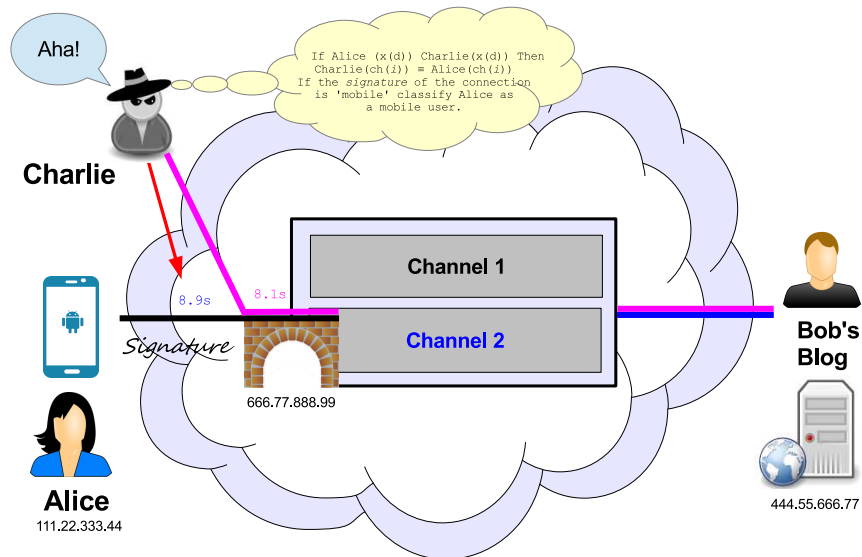 Aha!
If Alice (x(d)) Charlie(x(d)) Then
Charlie(ch(i)) = Alice(ch(i))
If the signature of the connection
is 'mobile' classify Alice as
a mobile user.
Charlie
Channel 1
8.9s
8.1s
Signature
Channel 2
666.77.888.99
Bob's
Blog
Alice
111.22.333.44
444.55.666.77